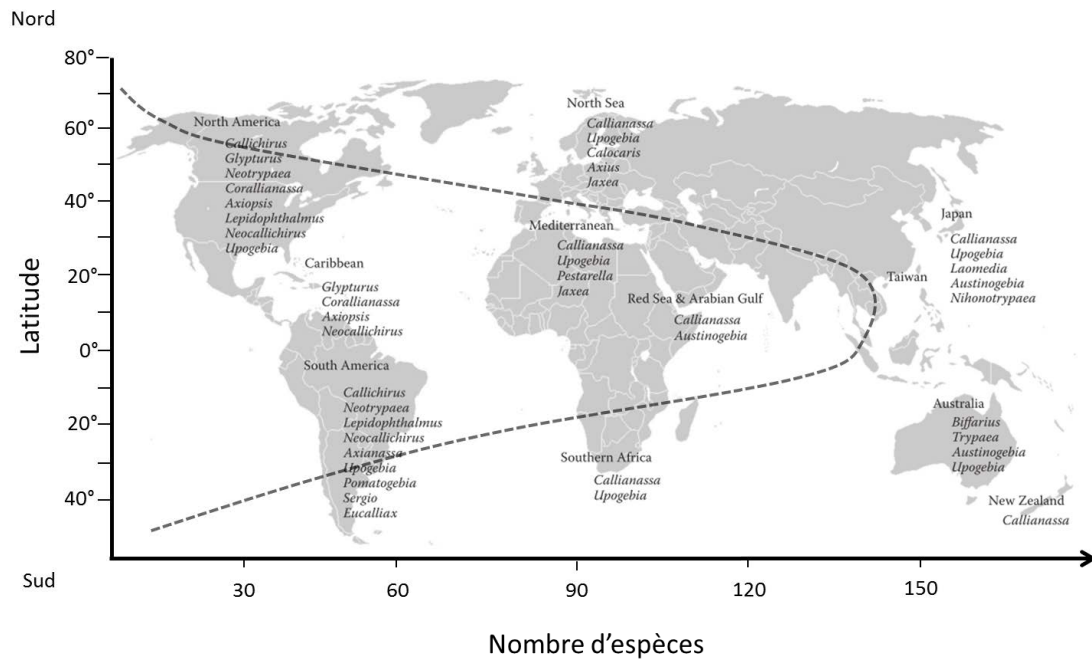 Nord
80°
60°
40°
20°
0°
20°
40°
Sud
Latitude
North America
Callichirus
Glypturus
Neotrypaea
Corallianassa
Axiopsis
Lepidophthalmus
Neocallichirus
Upogebia
Caribbean
Glypturus
Corallianassa
Axiopsis
Neocallichirus
South America
Callichirus
Neotrypaea
Lepidophthalmus
Neocallichirus
Axianassa
Upogebia
Pomatogebia
Sergio
Eucalliax
North Sea
Callianassa
Upogebia
Calocaris
Axius
Jaxea
Mediterranean
Callianassa
Upogebia
Pestarella
Jaxea
Red Sea & Arabian Gulf
Callianassa
Austinogebia
Southern Africa
Callianassa
Upogebia
Japan
Callianassa
Upogebia
Laomedia
Austinogebia
Nihonotrypaea
Taiwan
Australia
Biffarius
Trypaea
Austinogebia
Upogebia
New Zealand
Callianassa
30
60
90
120
150
Nombre d’espèces